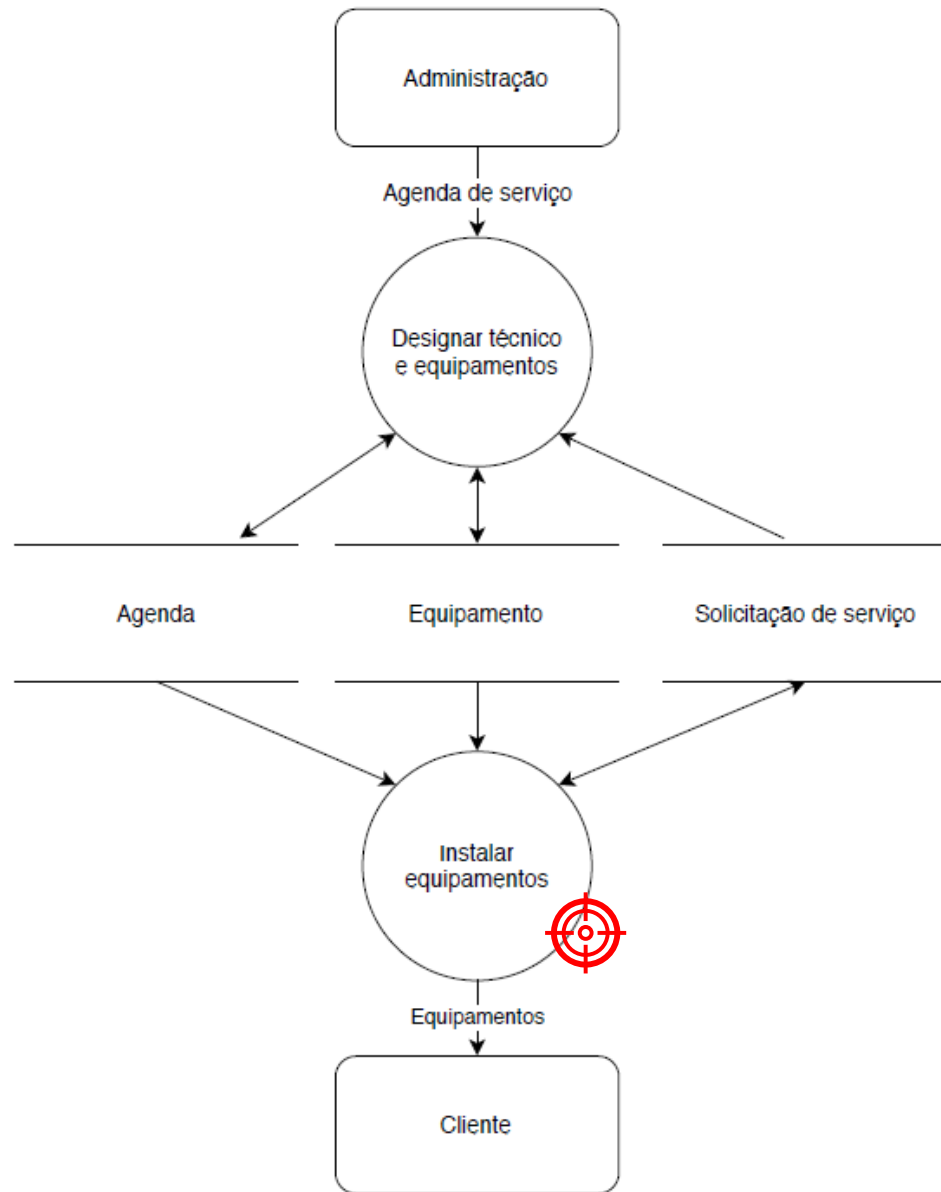 Administração
Agenda de serviço
Designar técnico
e equipamentos
Agenda
Equipamento
Solicitação de serviço
Instalar
equipamentos
Equipamentos
Cliente